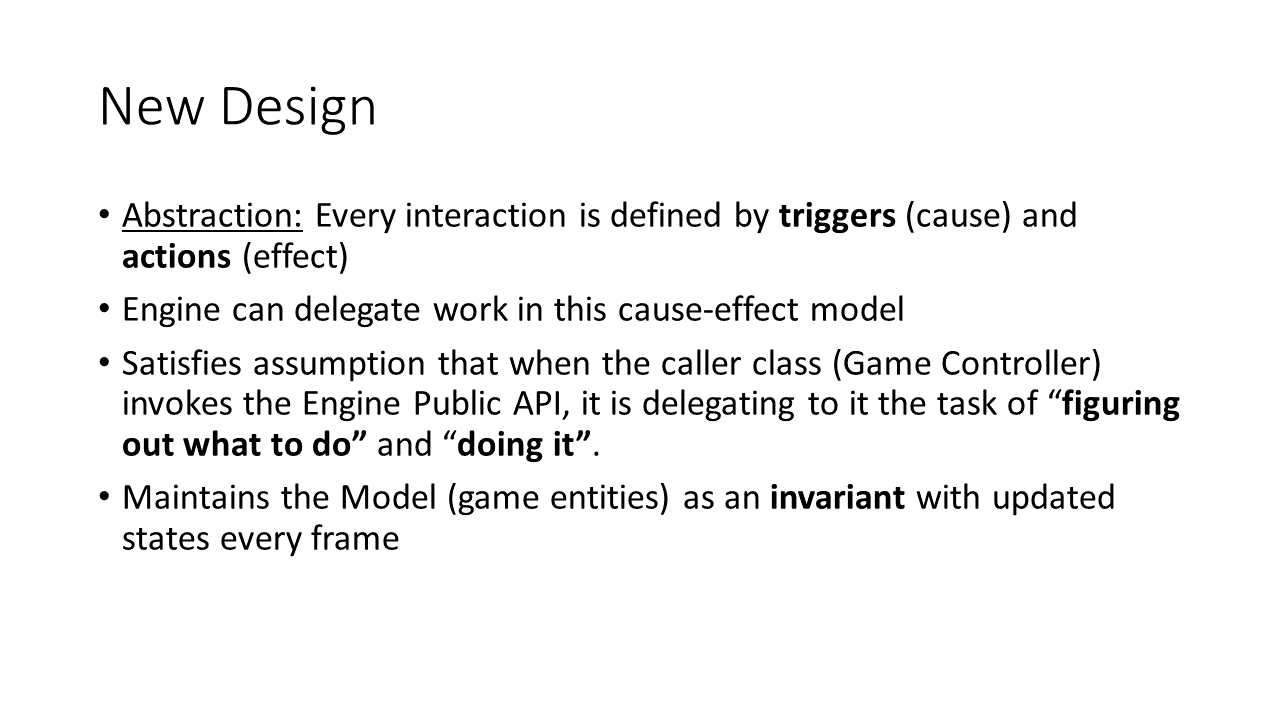 New Design
• Abstraction: Every interaction is defined by triggers (cause) and
actions (effect)
• Engine can delegate work in this cause-effect model
• Satisfies assumption that when the caller class (Game Controller)
invokes the Engine Public API, it is delegating to it the task of “figuring
out what to do” and “doing it”.
• Maintains the Model (game entities) as an invariant with updated
states every frame